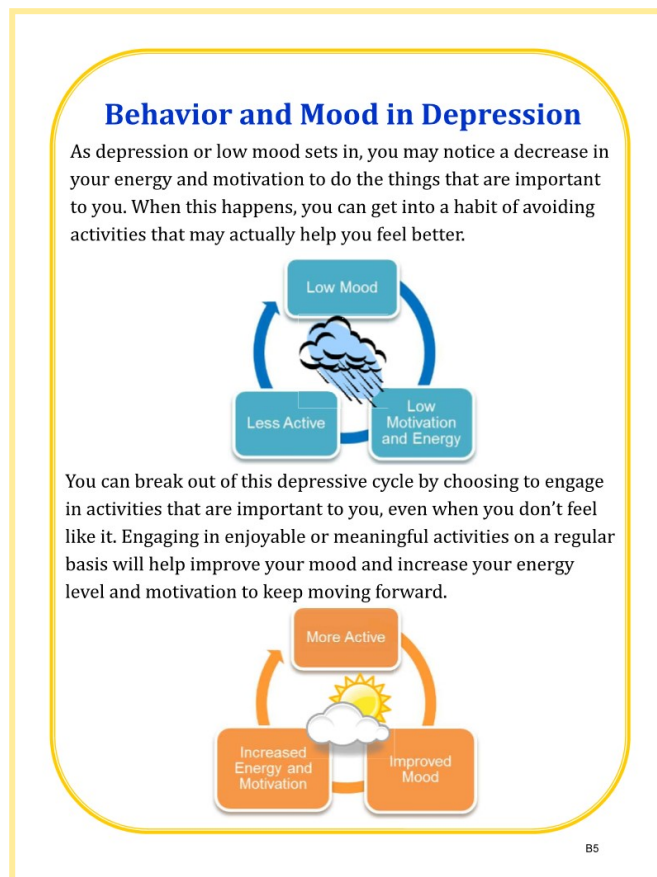 Behavior and Mood in Depression
As depression or low mood sets in, you may notice a decrease in
your energy and motivation to do the things that are important
to you. When this happens, you can get into a habit of avoiding
activities that may actually help you feel better.
Low Mood
Low
Motivation
and Energy
Less Active
You can break out of this depressive cycle by choosing to engage
in activities that are important to you, even when you don’t feel
like it. Engaging in enjoyable or meaningful activities on a regular
basis will help improve your mood and increase your energy
level and motivation to keep moving forward.
More Active
Improved
Mood
Increased
Energy and
Motivation
B5